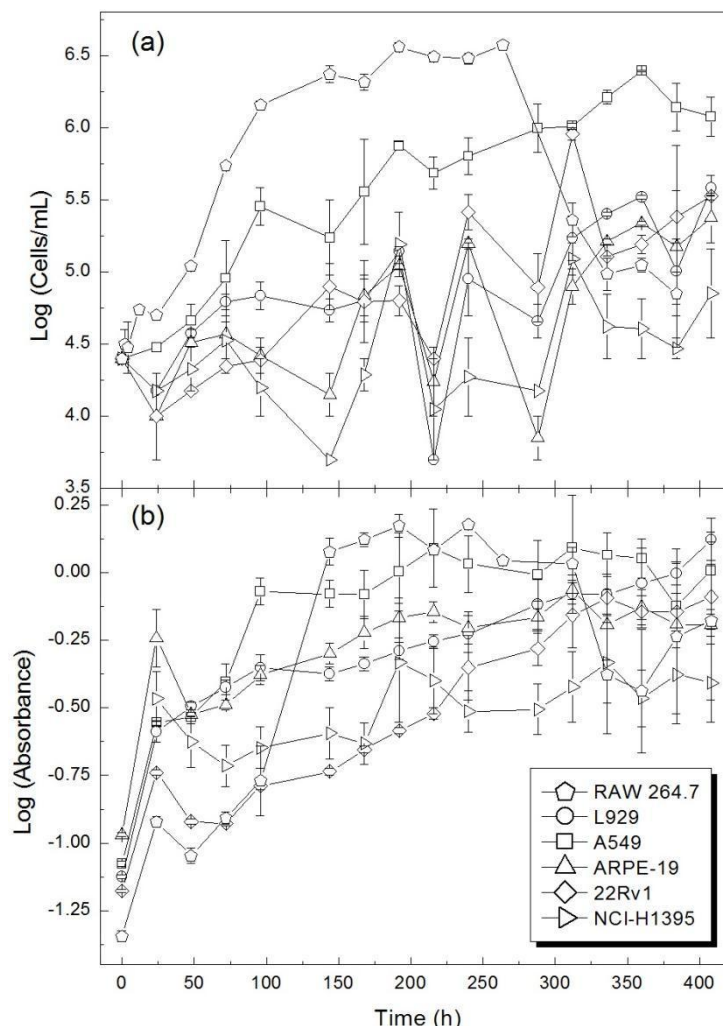 (a)
Log (Cells/mL)
6.5
6.0
5.5
5.0
4.5
4.0
3.5
(b)
Log (Absorbance)
0.25
0.00
-0.25
-0.50
-0.75
-1.00
-1.25
RAW 264.7
L929
A549
ARPE-19
22Rv1
NCI-H1395
0 50 100 150 200 250 300 350 400
Time (h)